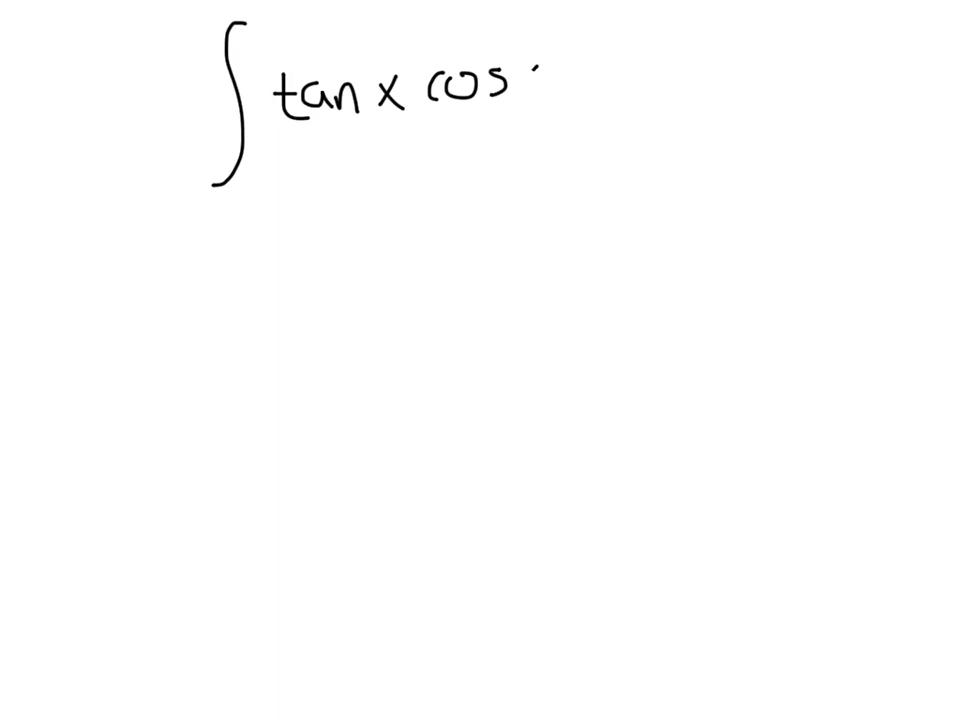 ∫ tan x cos